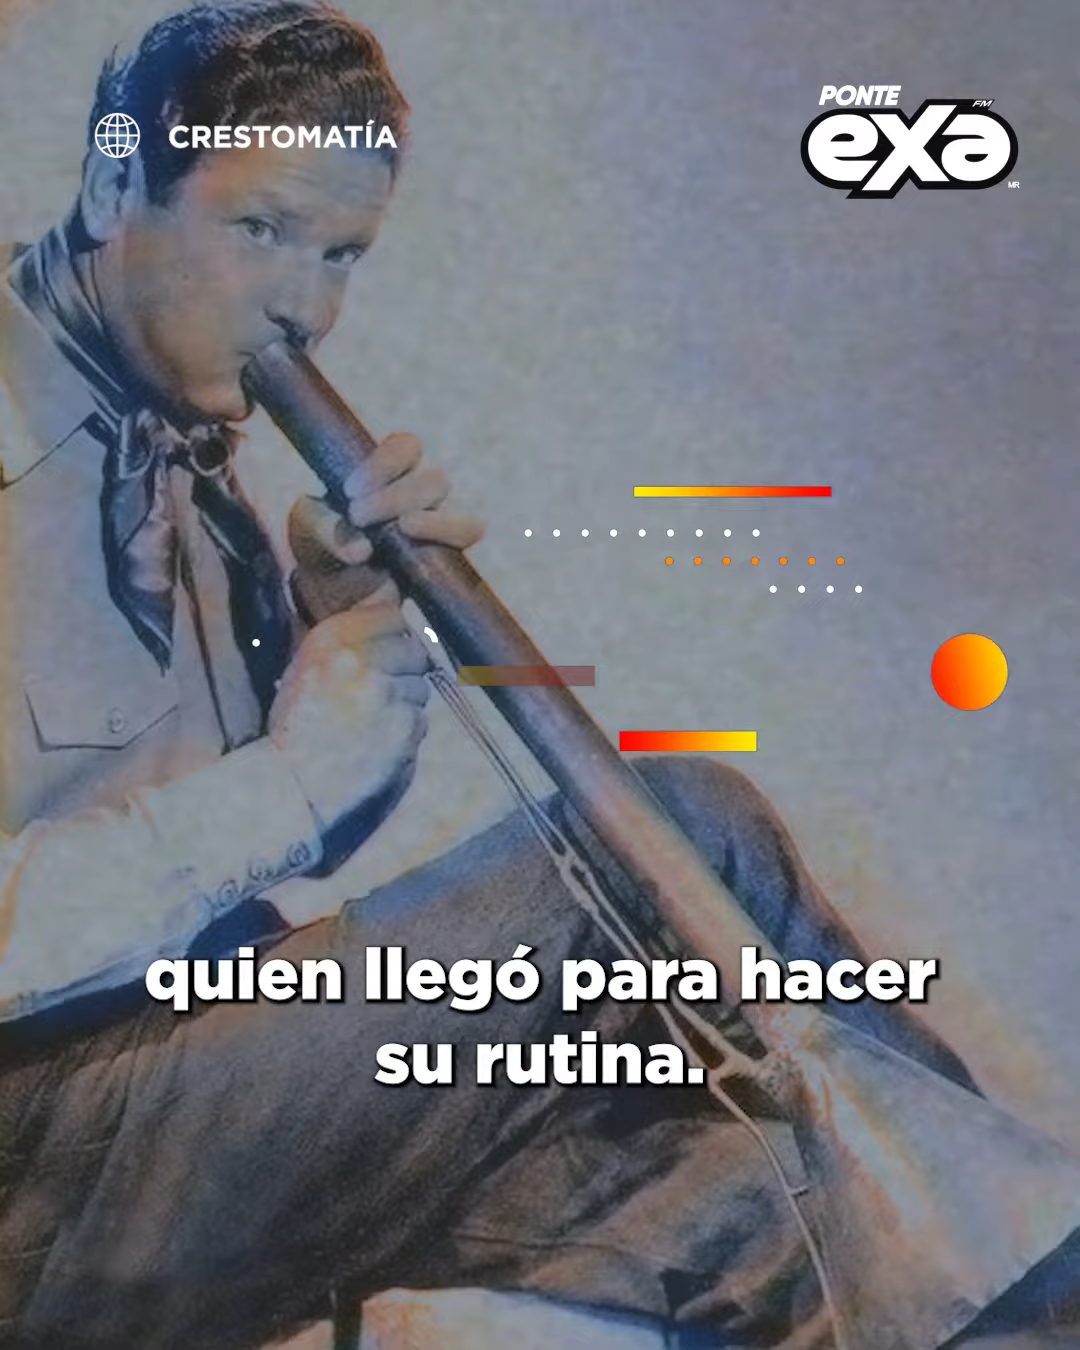 PONTE
FM
exa
MR
CRESTOMATÍA
quien llegó para hacer
su rutina.